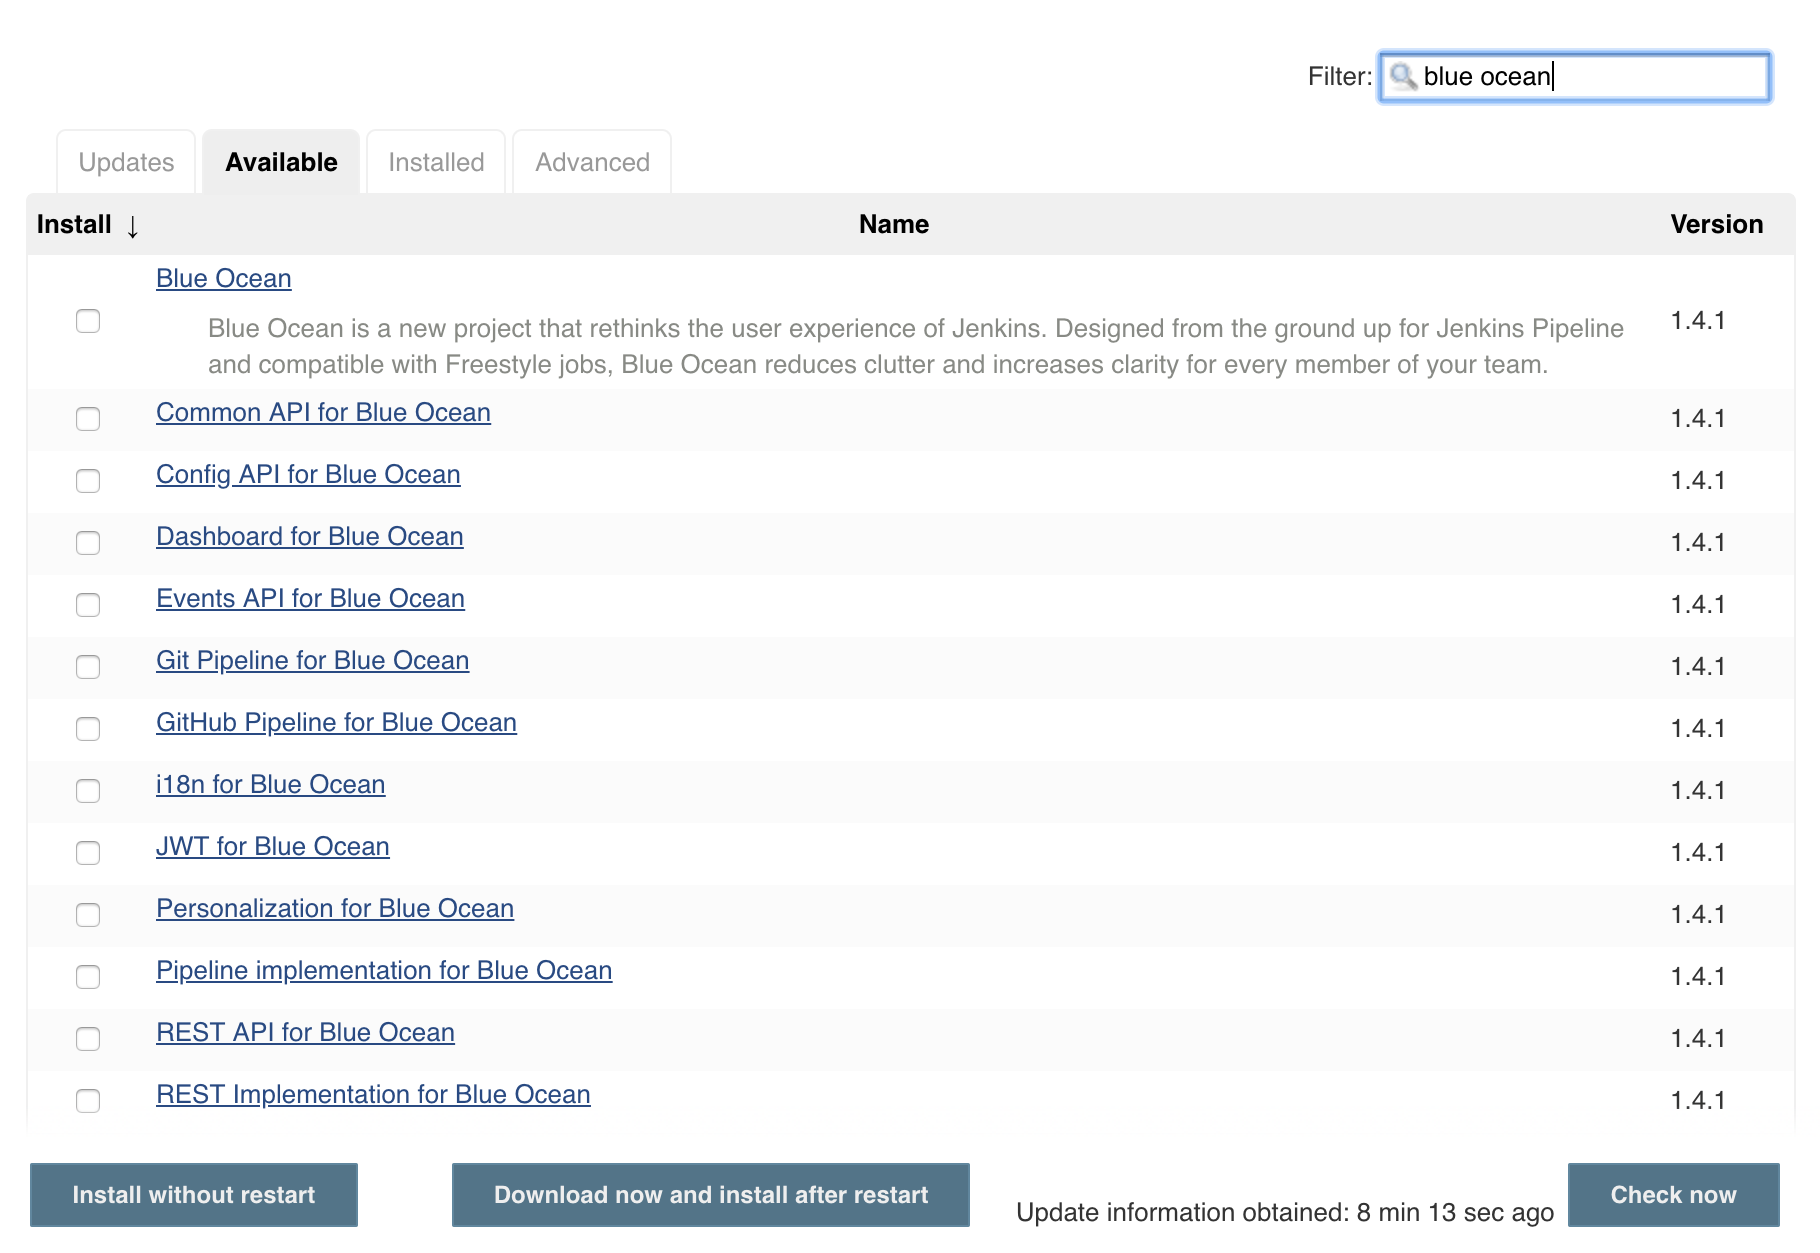 Filter: blue ocean
Updates Available Installed Advanced
Install ↓ Name Version
Blue Ocean
Blue Ocean is a new project that rethinks the user experience of Jenkins. Designed from the ground up for Jenkins Pipeline
and compatible with Freestyle jobs, Blue Ocean reduces clutter and increases clarity for every member of your team.
1.4.1
Common API for Blue Ocean 1.4.1
Config API for Blue Ocean 1.4.1
Dashboard for Blue Ocean 1.4.1
Events API for Blue Ocean 1.4.1
Git Pipeline for Blue Ocean 1.4.1
GitHub Pipeline for Blue Ocean 1.4.1
i18n for Blue Ocean 1.4.1
JWT for Blue Ocean 1.4.1
Personalization for Blue Ocean 1.4.1
Pipeline implementation for Blue Ocean 1.4.1
REST API for Blue Ocean 1.4.1
REST Implementation for Blue Ocean 1.4.1
Install without restart Download now and install after restart Update information obtained: 8 min 13 sec ago Check now